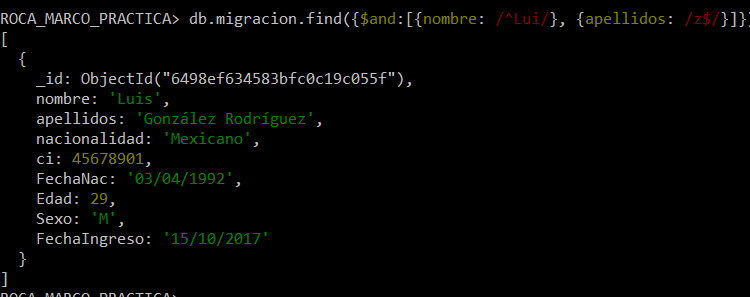 ROCA_MARCO_PRACTICA> db.migracion.find({$and:[{nombre: /^Lui/}, {apellidos: /z$/}]})
[
{
_id: ObjectId("6498ef634583bfc0c19c055f"),
nombre: 'Luis',
apellidos: 'González Rodríguez',
nacionalidad: 'Mexicano',
ci: 45678901,
FechaNac: '03/04/1992',
Edad: 29,
Sexo: 'M',
FechaIngreso: '15/10/2017'
}
]
ROCA_MARCO_PRACTICA>